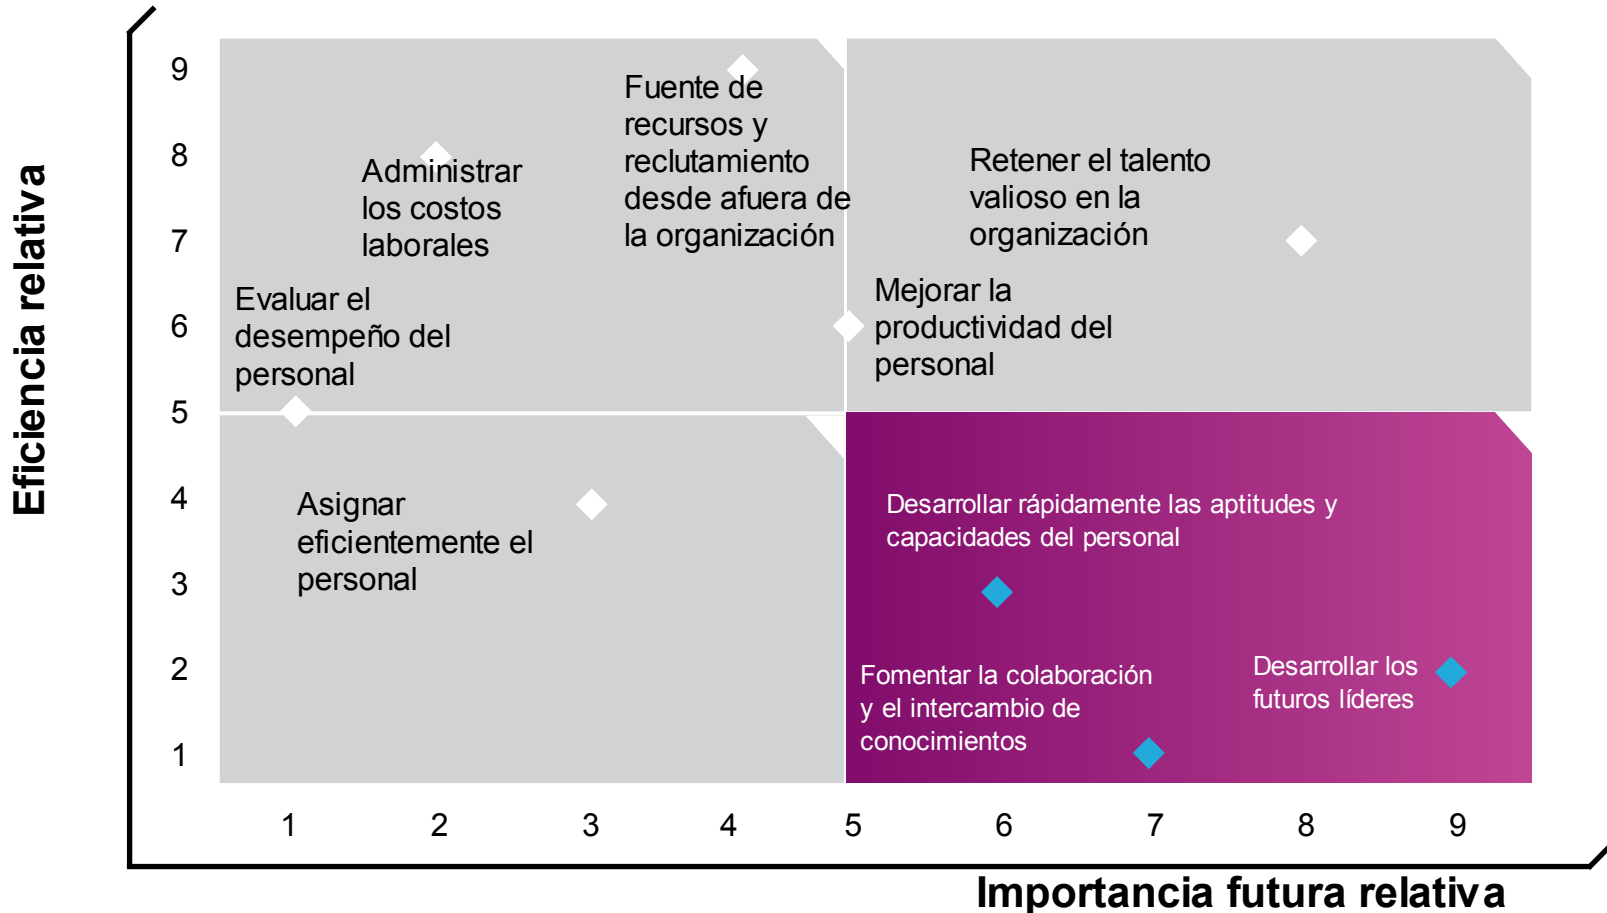 Eficiencia relativa
9
8
7
6
5
4
3
2
1
Fuente de
recursos y
reclutamiento
desde afuera de
la organización
Administrar
los costos
laborales
Retener el talento
valioso en la
organización
Evaluar el
desempeño del
personal
Mejorar la
productividad del
personal
Asignar
eficientemente el
personal
Desarrollar rápidamente las aptitudes y
capacidades del personal
Fomentar la colaboración
y el intercambio de
conocimientos
Desarrollar los
futuros líderes
1 2 3 4 5 6 7 8 9
Importancia futura relativa